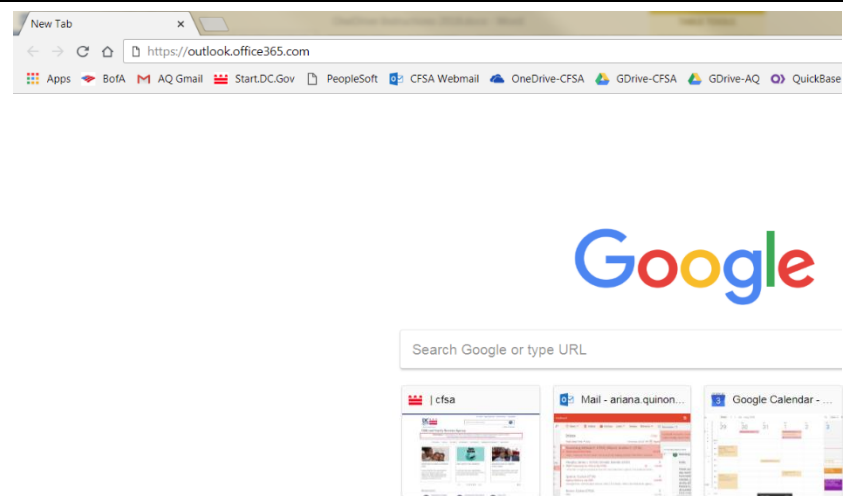 New Tab
https://outlook.office365.com
Apps BofA AQ Gmail Start.DC.Gov PeopleSoft CFSA Webmail OneDrive-CFSA GDrive-CFSA GDrive-AQ QuickBase
Google
Search Google or type URL
| cfsa Mail - ariana.quinon... Google Calendar - ...